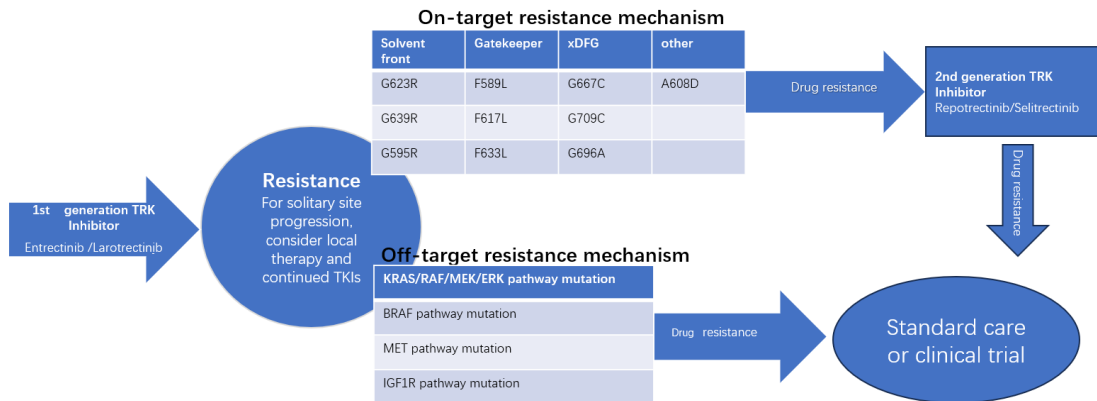 On-target resistance mechanism
Solvent front Gatekeeper xDFG other
G623R F589L G667C A608D
G639R F617L G709C
G595R F633L G696A
Drug resistance
2nd generation TRK
Inhibitor
Repotrectinib/Selitrectinib
Drug resistance
1st generation TRK
Inhibitor
Entrectinib /Larotrectinib
Resistance
For solitary site
progression,
consider local
therapy and
continued TKIs
Off-target resistance mechanism
KRAS/RAF/MEK/ERK pathway mutation
BRAF pathway mutation
MET pathway mutation
IGF1R pathway mutation
Drug resistance
Standard care
or clinical trial